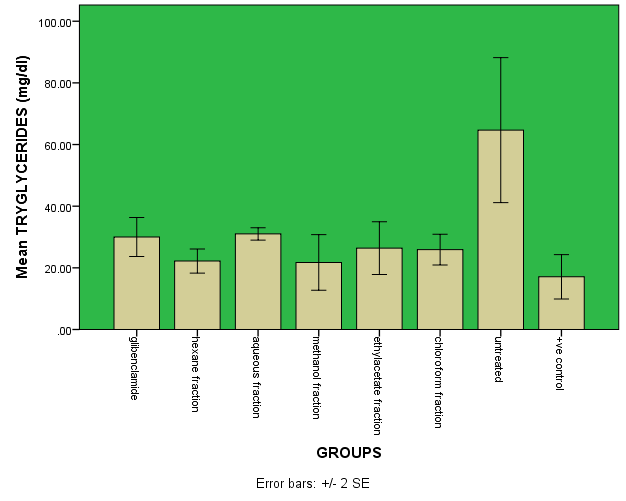 Mean TRYGLYCERIDES (mg/dl)
100.00
80.00
60.00
40.00
20.00
.00
glibenclamide
hexane fraction
aqueous fraction
methanol fraction
ethylacetate fraction
chloroform fraction
untreated
+ve control
GROUPS
Error bars: +/- 2 SE